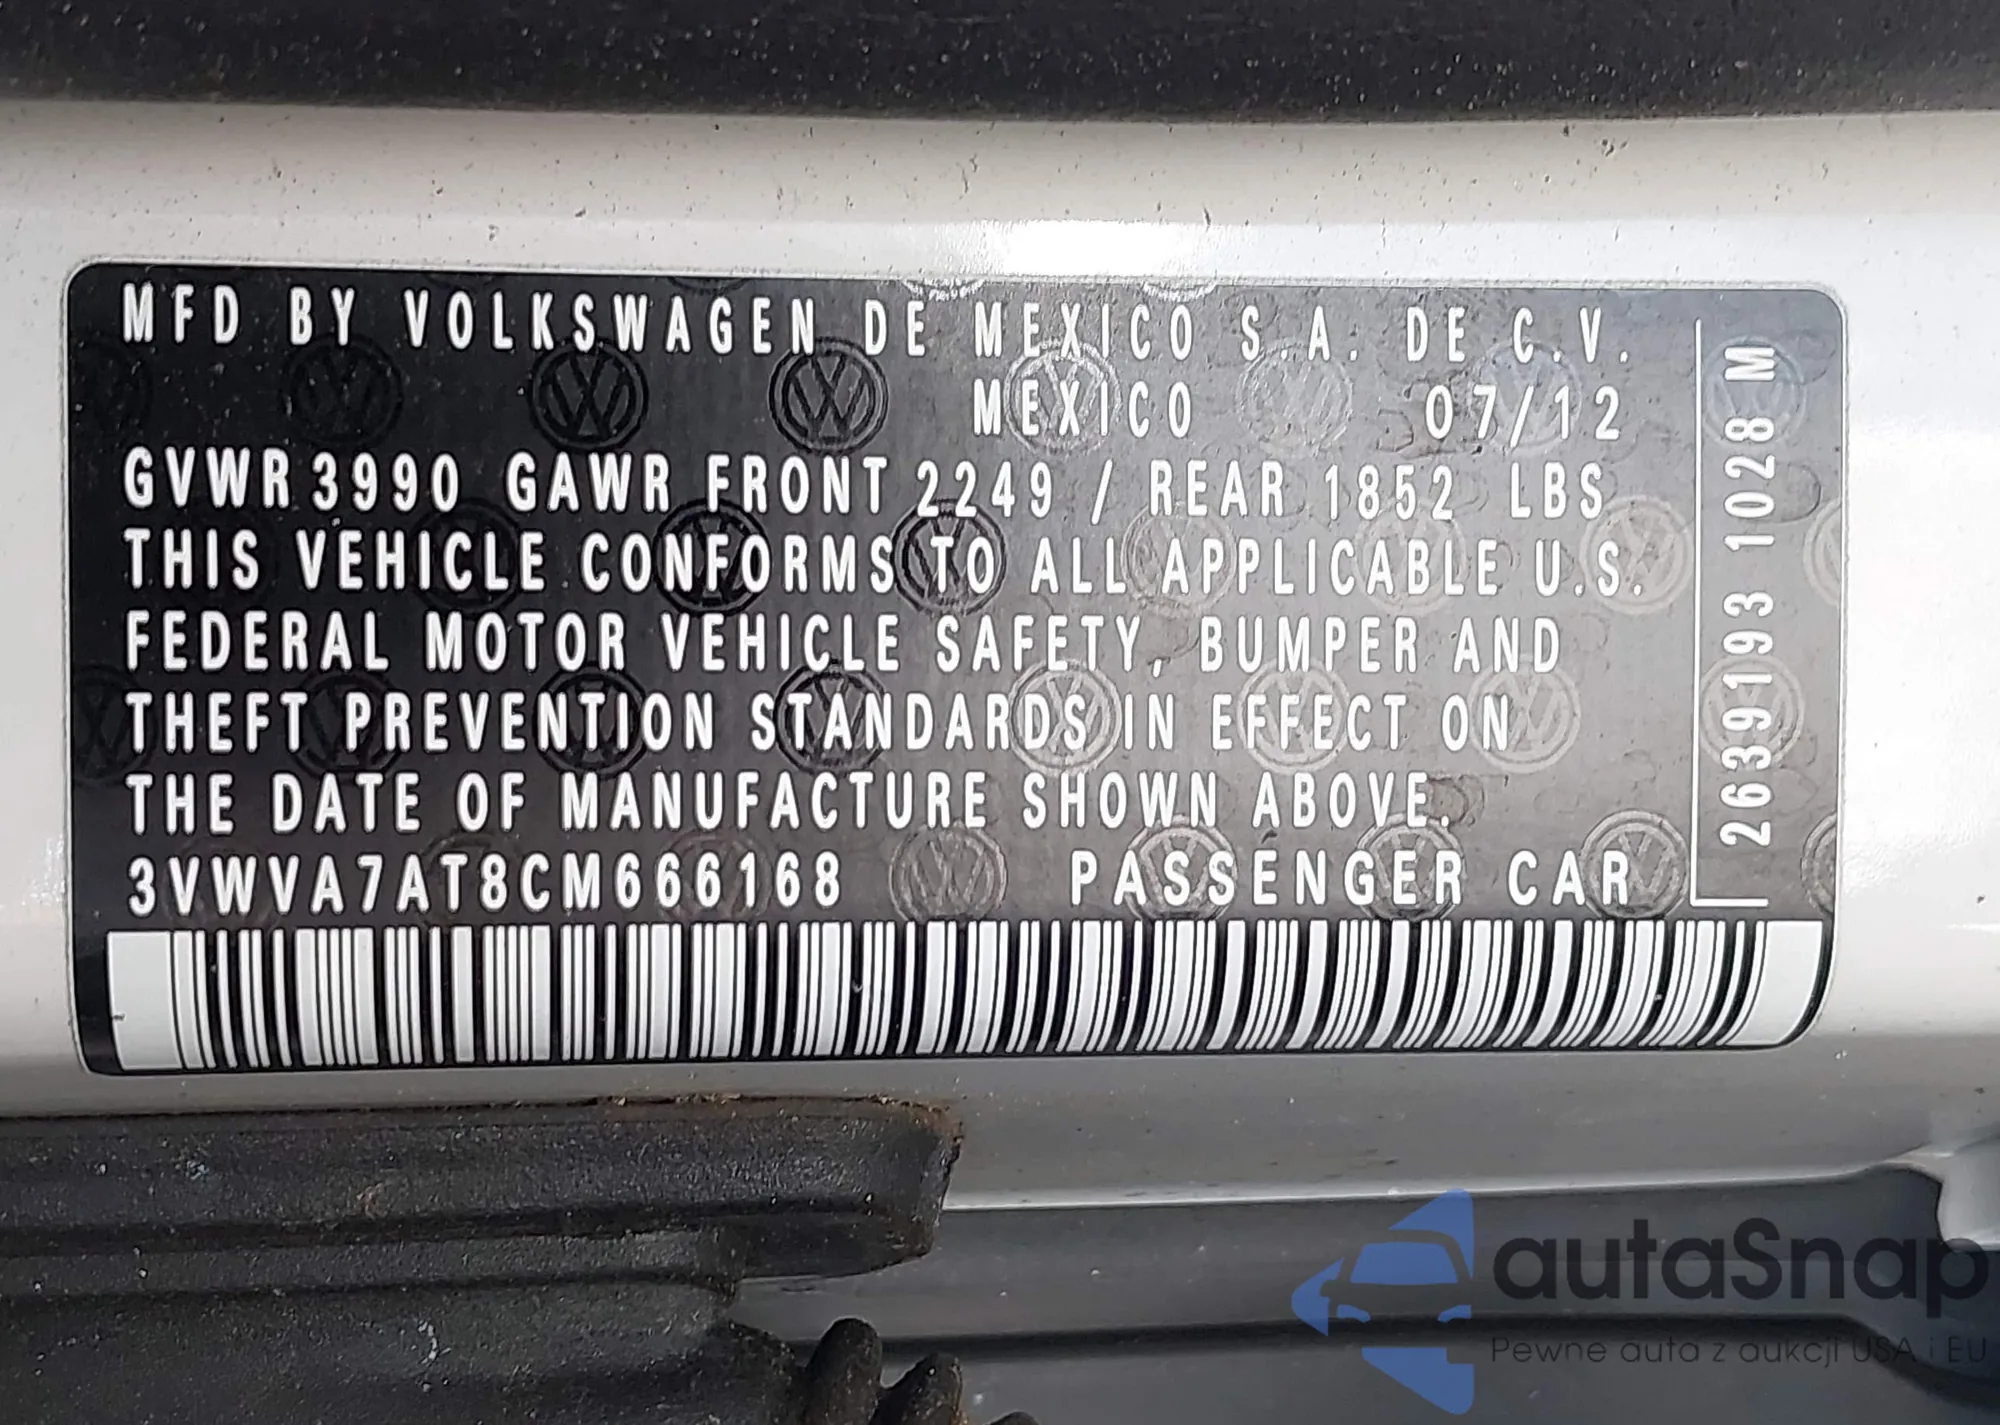 MFD BY VOLKSWAGEN DE MEXICO S.A. DE C.V.
MEXICO 07/12
GVWR 3990 GAWR FRONT 2249 / REAR 1852 LBS
THIS VEHICLE CONFORMS TO ALL APPLICABLE U.S.
FEDERAL MOTOR VEHICLE SAFETY, BUMPER AND
THEFT PREVENTION STANDARDS IN EFFECT ON
THE DATE OF MANUFACTURE SHOWN ABOVE.
3VWVA7AT8CM666168 PASSENGER CAR
2639193 1028 M
autaSnap
Pewne auta z aukcji USA i EU